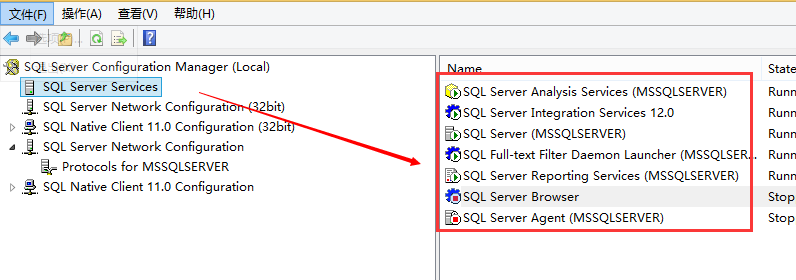 文件(F) 操作(A) 查看(V) 帮助(H)
SQL Server Configuration Manager (Local)
SQL Server Services
SQL Server Network Configuration (32bit)
SQL Native Client 11.0 Configuration (32bit)
SQL Server Network Configuration
Protocols for MSSQLSERVER
SQL Native Client 11.0 Configuration
Name State
SQL Server Analysis Services (MSSQLSERVER) Runn
SQL Server Integration Services 12.0 Runn
SQL Server (MSSQLSERVER) Runn
SQL Full-text Filter Daemon Launcher (MSSQLSER... Runn
SQL Server Reporting Services (MSSQLSERVER) Runn
SQL Server Browser Stop
SQL Server Agent (MSSQLSERVER) Stop